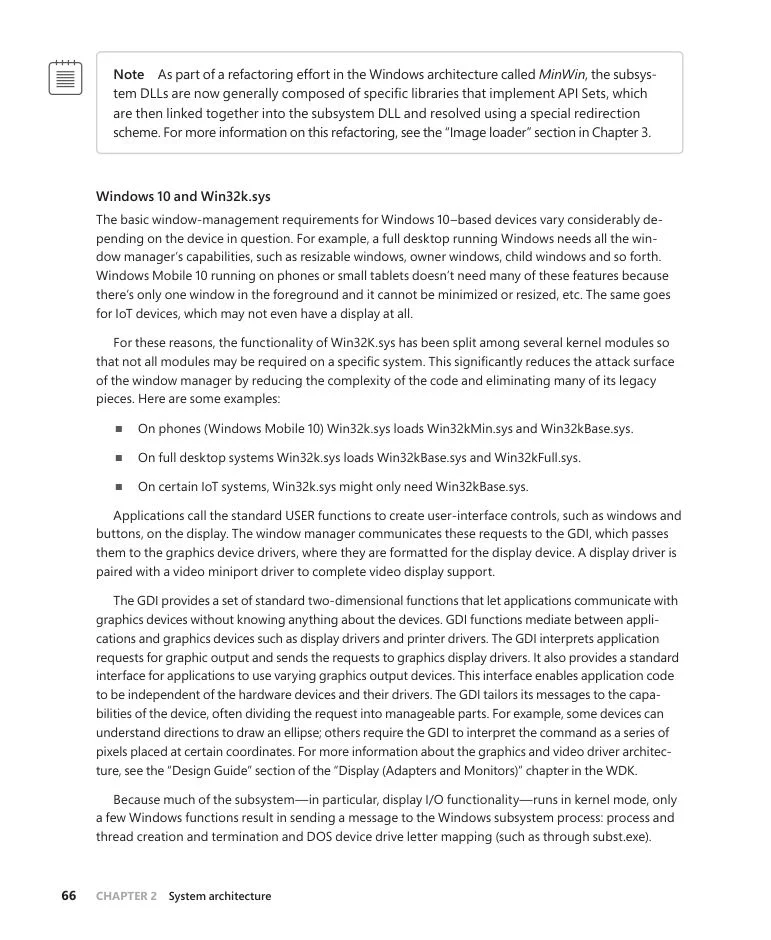 Note As part of a refactoring effort in the Windows architecture called MinWin, the subsys-
tem DLLs are now generally composed of specific libraries that implement API Sets, which
are then linked together into the subsystem DLL and resolved using a special redirection
scheme. For more information on this refactoring, see the “Image loader” section in Chapter 3.
Windows 10 and Win32k.sys
The basic window-management requirements for Windows 10–based devices vary considerably de-
pending on the device in question. For example, a full desktop running Windows needs all the win-
dow manager’s capabilities, such as resizable windows, owner windows, child windows and so forth.
Windows Mobile 10 running on phones or small tablets doesn’t need many of these features because
there’s only one window in the foreground and it cannot be minimized or resized, etc. The same goes
for IoT devices, which may not even have a display at all.
For these reasons, the functionality of Win32K.sys has been split among several kernel modules so
that not all modules may be required on a specific system. This significantly reduces the attack surface
of the window manager by reducing the complexity of the code and eliminating many of its legacy
pieces. Here are some examples:
■ On phones (Windows Mobile 10) Win32k.sys loads Win32kMin.sys and Win32kBase.sys.
■ On full desktop systems Win32k.sys loads Win32kBase.sys and Win32kFull.sys.
■ On certain IoT systems, Win32k.sys might only need Win32kBase.sys.
Applications call the standard USER functions to create user-interface controls, such as windows and
buttons, on the display. The window manager communicates these requests to the GDI, which passes
them to the graphics device drivers, where they are formatted for the display device. A display driver is
paired with a video miniport driver to complete video display support.
The GDI provides a set of standard two-dimensional functions that let applications communicate with
graphics devices without knowing anything about the devices. GDI functions mediate between appli-
cations and graphics devices such as display drivers and printer drivers. The GDI interprets application
requests for graphic output and sends the requests to graphics display drivers. It also provides a standard
interface for applications to use varying graphics output devices. This interface enables application code
to be independent of the hardware devices and their drivers. The GDI tailors its messages to the capa-
bilities of the device, often dividing the request into manageable parts. For example, some devices can
understand directions to draw an ellipse; others require the GDI to interpret the command as a series of
pixels placed at certain coordinates. For more information about the graphics and video driver architec-
ture, see the “Design Guide” section of the “Display (Adapters and Monitors)” chapter in the WDK.
Because much of the subsystem—in particular, display I/O functionality—runs in kernel mode, only
a few Windows functions result in sending a message to the Windows subsystem process: process and
thread creation and termination and DOS device drive letter mapping (such as through subst.exe).
66 CHAPTER 2 System architecture